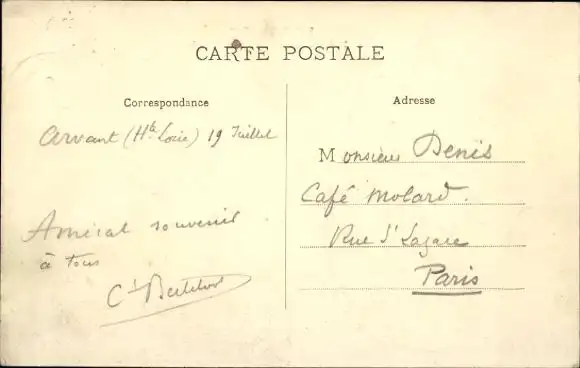 CARTE POSTALE
Correspondance
Arvant (Hte Loire) 19 Juillet
Amical souvenir
à tous
Adresse
Monsieur Denis
Café Molard.
Rue St Lazare
Paris